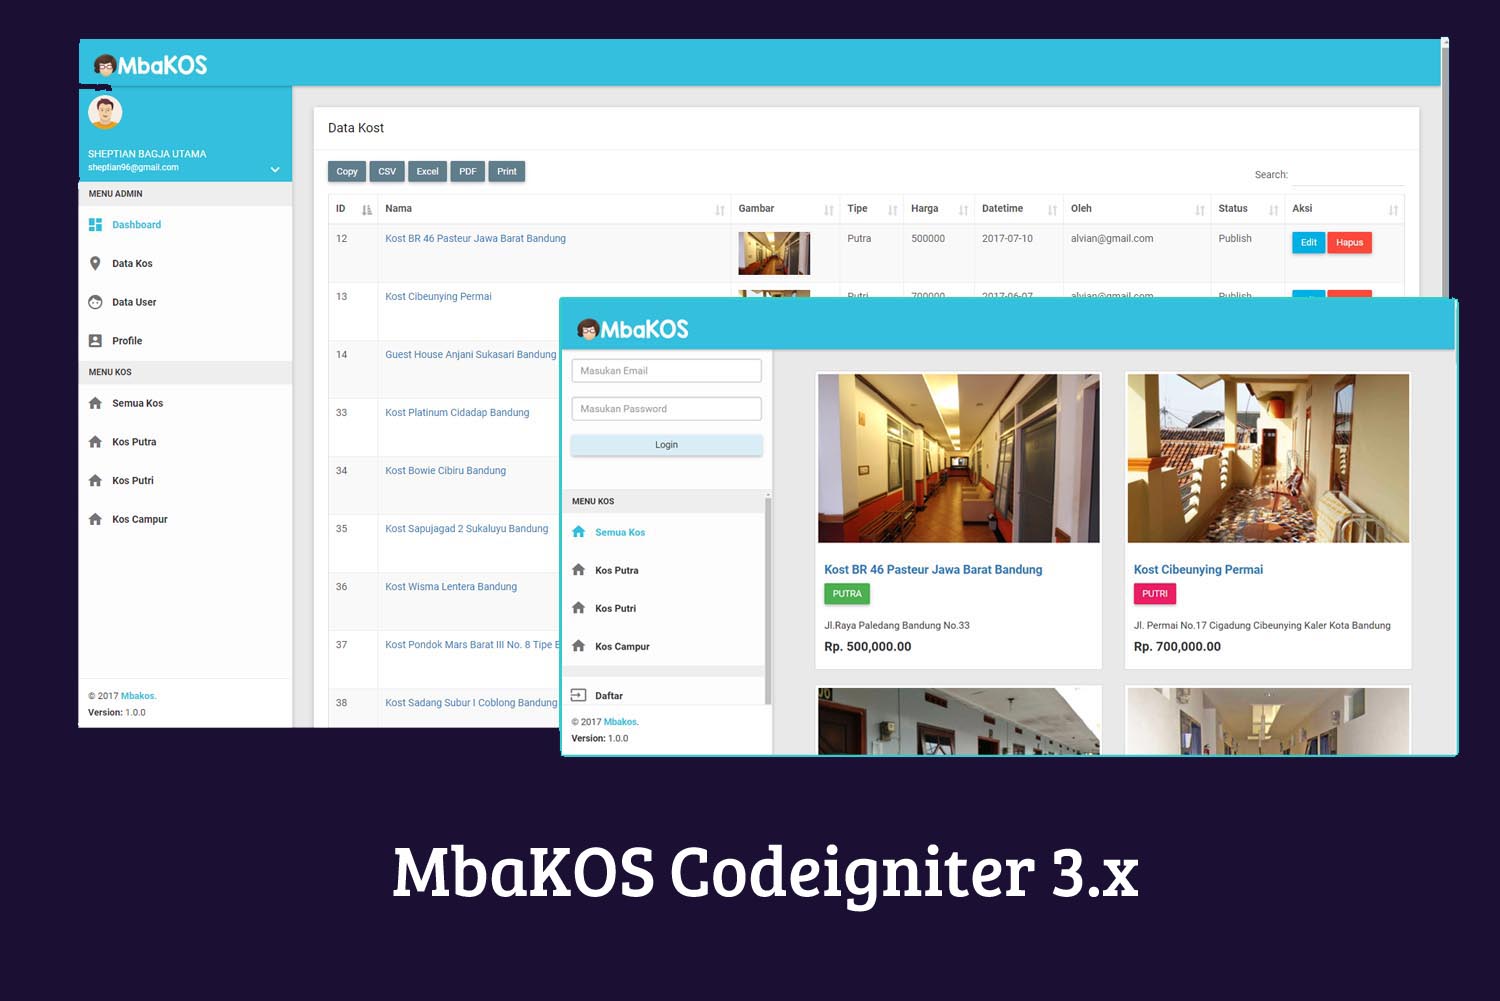 MbaKOS
SHEPTIAN BAGJA UTAMA
sheptian96@gmail.com
MENU ADMIN
Dashboard
Data Kos
Data User
Profile
MENU KOS
Semua Kos
Kos Putra
Kos Putri
Kos Campur
© 2017 Mbakos.
Version: 1.0.0
Data Kost
Copy CSV Excel PDF Print
Search:
ID Nama Gambar Tipe Harga Datetime Oleh Status Aksi
12 Kost BR 46 Pasteur Jawa Barat Bandung Putra 500000 2017-07-10 alvian@gmail.com Publish Edit Hapus
13 Kost Cibeunying Permai Putri 700000 2017-06-07 alvian@gmail.com Publish
14 Guest House Anjani Sukasari Bandung
33 Kost Platinum Cidadap Bandung
34 Kost Bowie Cibiru Bandung
35 Kost Sapujagad 2 Sukaluyu Bandung
36 Kost Wisma Lentera Bandung
37 Kost Pondok Mars Barat III No. 8 Tipe
38 Kost Sadang Subur I Coblong Bandung
MbaKOS
Masukan Email
Masukan Password
Login
MENU KOS
Semua Kos
Kos Putra
Kos Putri
Kos Campur
Daftar
© 2017 Mbakos.
Version: 1.0.0
Kost BR 46 Pasteur Jawa Barat Bandung
PUTRA
Jl.Raya Paledang Bandung No.33
Rp. 500,000.00
Kost Cibeunying Permai
PUTRI
Jl. Permai No.17 Cigadung Cibeunying Kaler Kota Bandung
Rp. 700,000.00
MbaKOS Codeigniter 3.x